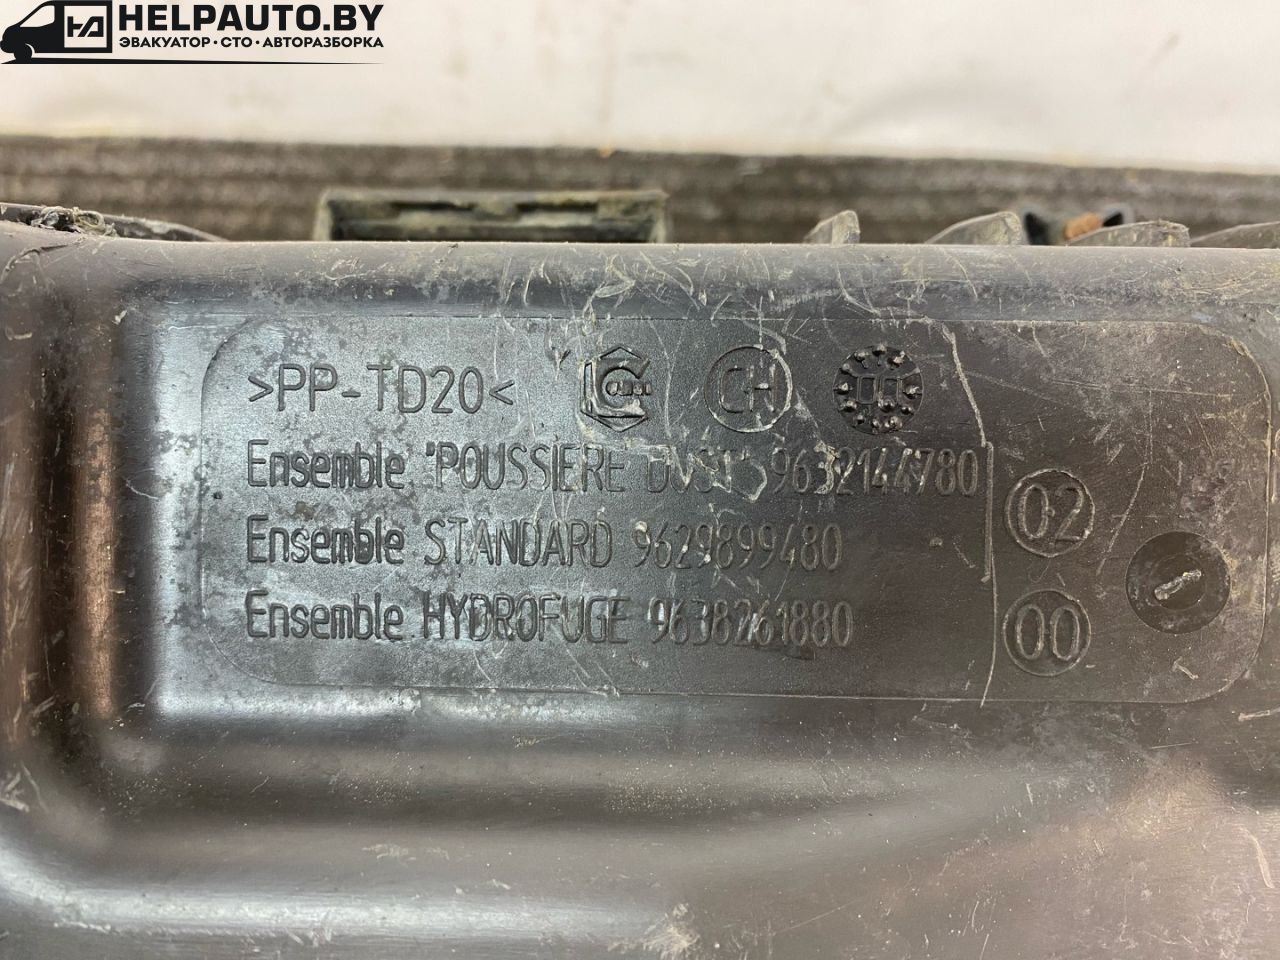 HELPAUTO.BY
ЭВАКУАТОР · СТО · АВТОРАЗБОРКА
>PP-TD20< CH
Ensemble "POUSSIERE DUST" 9632144780
Ensemble STANDARD 9629899480
Ensemble HYDROFUGE 9638261880
02
00